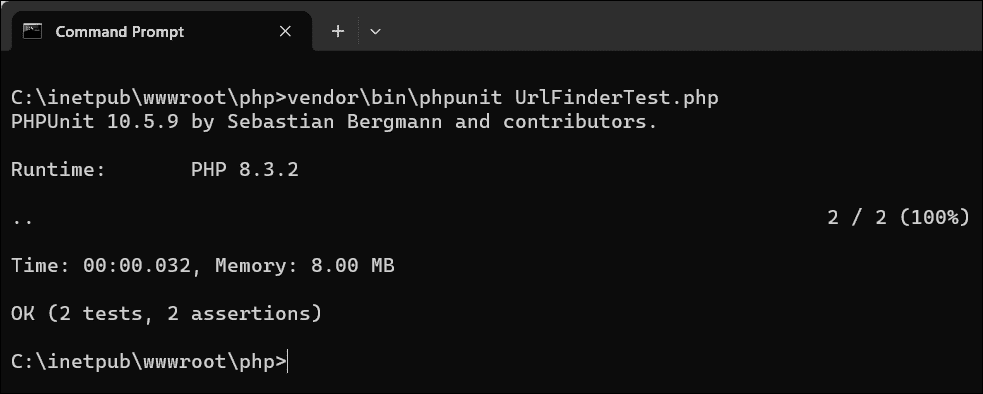 Command Prompt
C:\inetpub\wwwroot\php>vendor\bin\phpunit UrlFinderTest.php
PHPUnit 10.5.9 by Sebastian Bergmann and contributors.
Runtime:       PHP 8.3.2
..                                                                  2 / 2 (100%)
Time: 00:00.032, Memory: 8.00 MB
OK (2 tests, 2 assertions)
C:\inetpub\wwwroot\php>